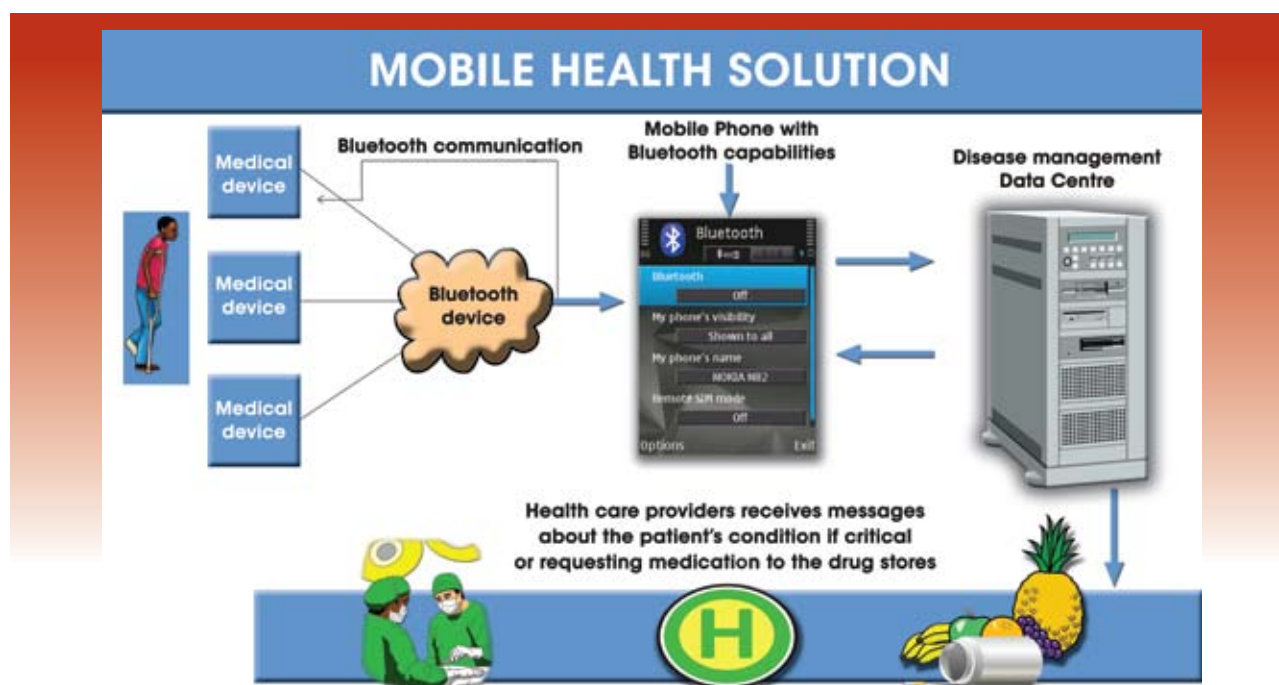 MOBILE HEALTH SOLUTION
Medical
device
Bluetooth communication
Mobile Phone with
Bluetooth capabilities
Disease management
Data Centre
Medical
device
Bluetooth
device
Medical
device
Bluetooth
Bluetooth
Off
My phone's visibility
Shown to all
My phone's name
NOKIA N82
Remote SIM mode
Off
Options
Exit
Health care providers receives messages
about the patient's condition if critical
or requesting medication to the drug stores
H